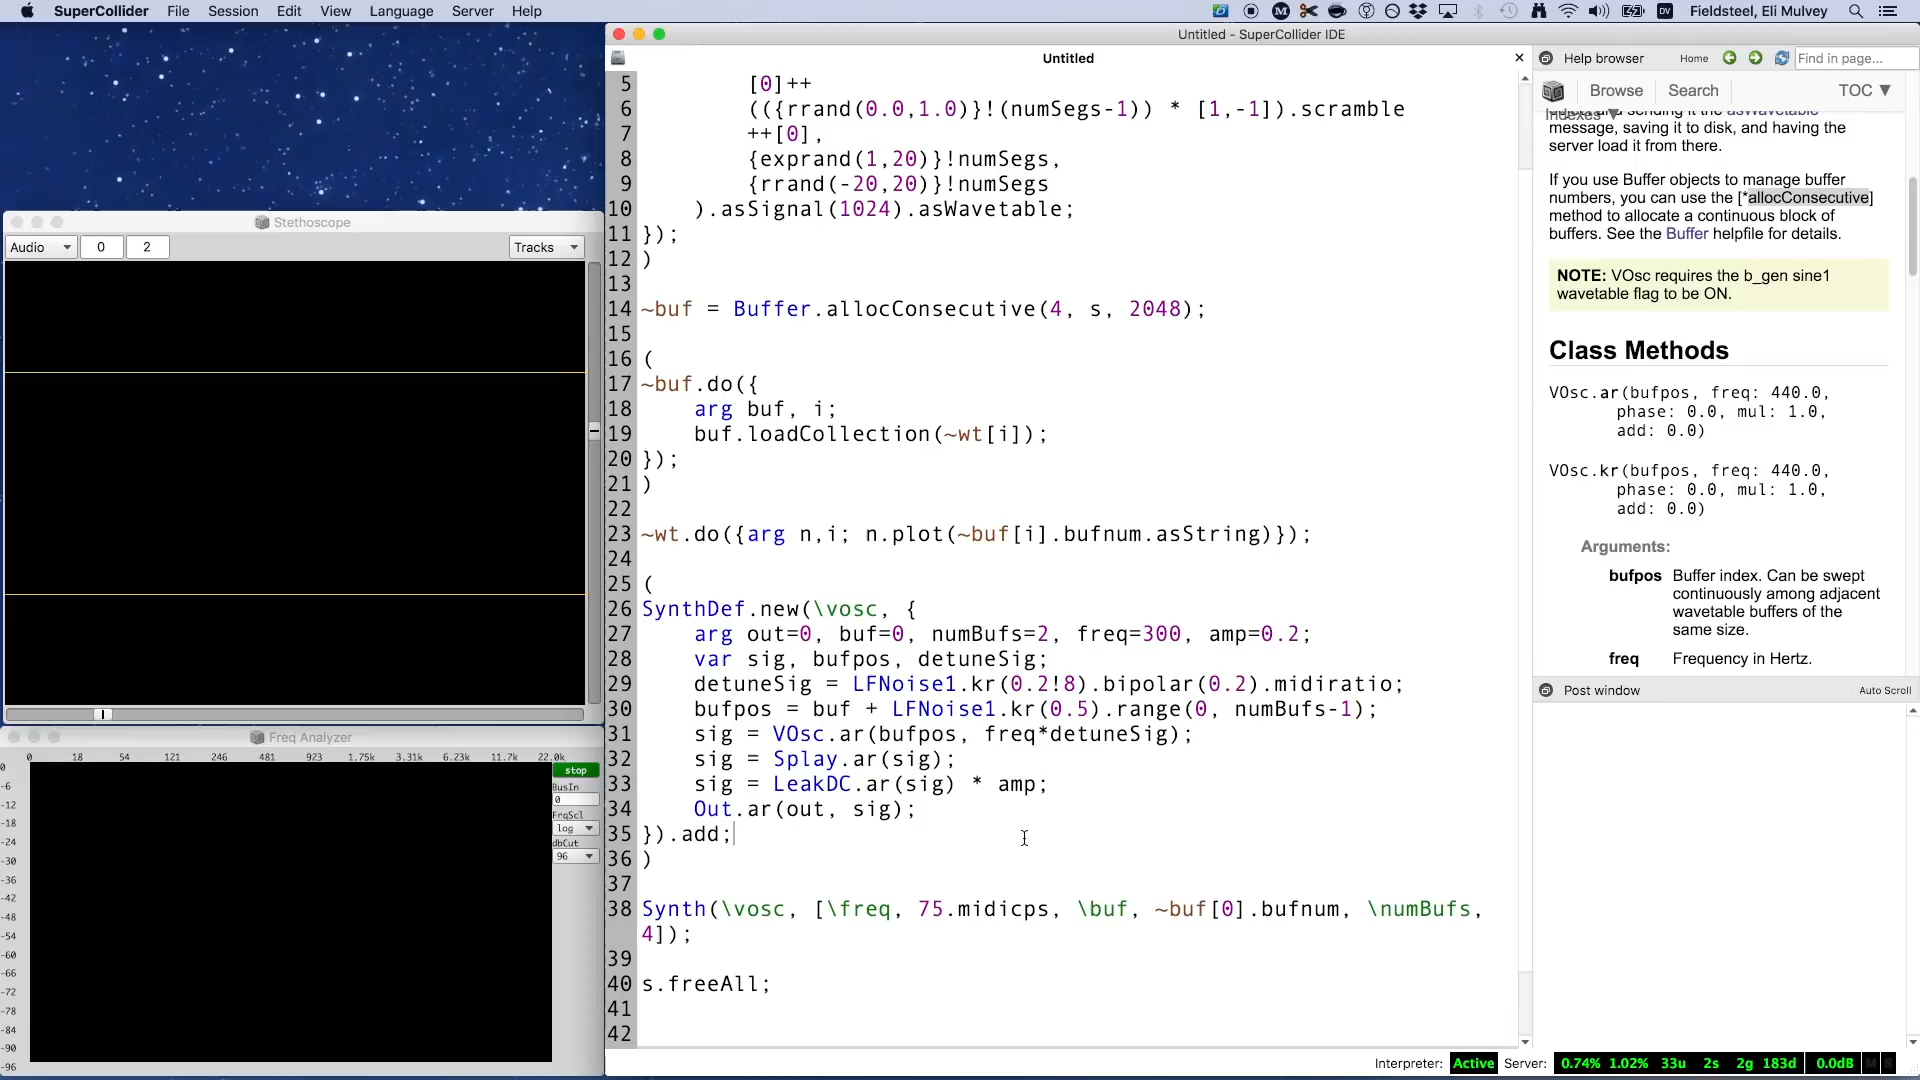 SuperCollider File Session Edit View Language Server Help
Fieldsteel, Eli Mulvey
Untitled - SuperCollider IDE
Untitled
Stethoscope
Audio 0 2 Tracks
Freq Analyzer
0 18 54 121 246 481 923 1.75k 3.31k 6.23k 11.7k 22.0k
0
-6
-12
-18
-24
-30
-36
-42
-48
-54
-60
-66
-72
-78
-84
-90
-96
stop
BusIn
0
FrqScl
log
dbCut
96
5 [0]++
6 (({rrand(0.0,1.0)}!(numSegs-1)) * [1,-1]).scramble
7 ++[0],
8 {exprand(1,20)}!numSegs,
9 {rrand(-20,20)}!numSegs
10 ).asSignal(1024).asWavetable;
11 });
12 )
13
14 ~buf = Buffer.allocConsecutive(4, s, 2048);
15
16 (
17 ~buf.do({
18 arg buf, i;
19 buf.loadCollection(~wt[i]);
20 });
21 )
22
23 ~wt.do({arg n,i; n.plot(~buf[i].bufnum.asString)});
24
25 (
26 SynthDef.new(\vosc, {
27 arg out=0, buf=0, numBufs=2, freq=300, amp=0.2;
28 var sig, bufpos, detuneSig;
29 detuneSig = LFNoise1.kr(0.2!8).bipolar(0.2).midiratio;
30 bufpos = buf + LFNoise1.kr(0.5).range(0, numBufs-1);
31 sig = VOsc.ar(bufpos, freq*detuneSig);
32 sig = Splay.ar(sig);
33 sig = LeakDC.ar(sig) * amp;
34 Out.ar(out, sig);
35 }).add;
36 )
37
38 Synth(\vosc, [\freq, 75.midicps, \buf, ~buf[0].bufnum, \numBufs,
4]);
39
40 s.freeAll;
41
42
Help browser Home Find in page...
Browse Search TOC ▼
Indexes ▼
sending it the asWavetable
message, saving it to disk, and having the
server load it from there.
If you use Buffer objects to manage buffer
numbers, you can use the [*allocConsecutive]
method to allocate a continuous block of
buffers. See the Buffer helpfile for details.
NOTE: VOsc requires the b_gen sine1
wavetable flag to be ON.
Class Methods
VOsc.ar(bufpos, freq: 440.0,
phase: 0.0, mul: 1.0,
add: 0.0)
VOsc.kr(bufpos, freq: 440.0,
phase: 0.0, mul: 1.0,
add: 0.0)
Arguments:
bufpos Buffer index. Can be swept
continuously among adjacent
wavetable buffers of the
same size.
freq Frequency in Hertz.
Post window Auto Scroll
Interpreter: Active Server: 0.74% 1.02% 33u 2s 2g 183d 0.0dB M R